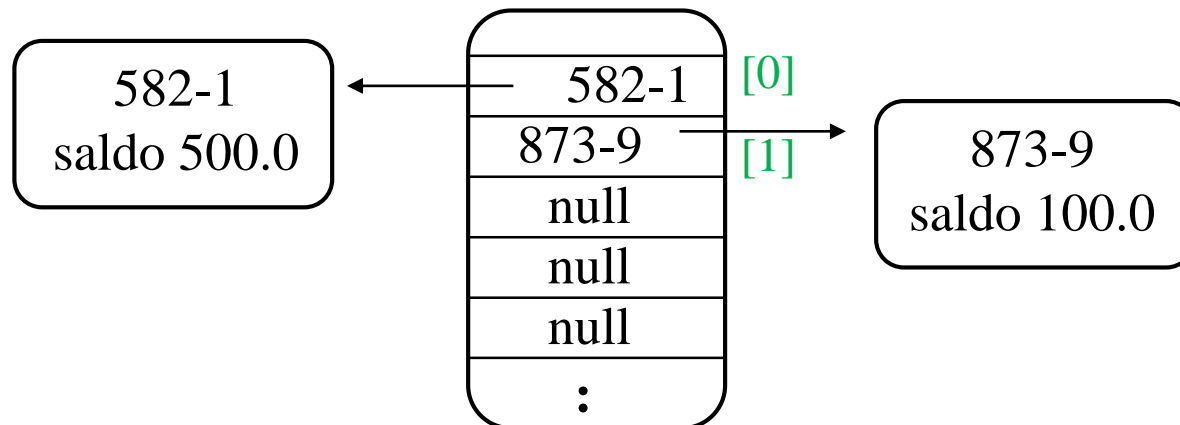 582-1
saldo 500.0
582-1 [0]
873-9 [1]
null
null
null
:
873-9
saldo 100.0